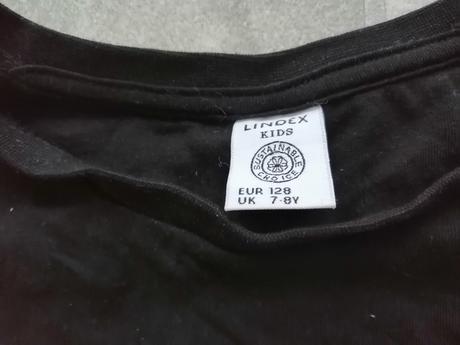 LINDEX
KIDS
SUSTAINABLE
CHOICE
EUR 128
UK 7-8Y